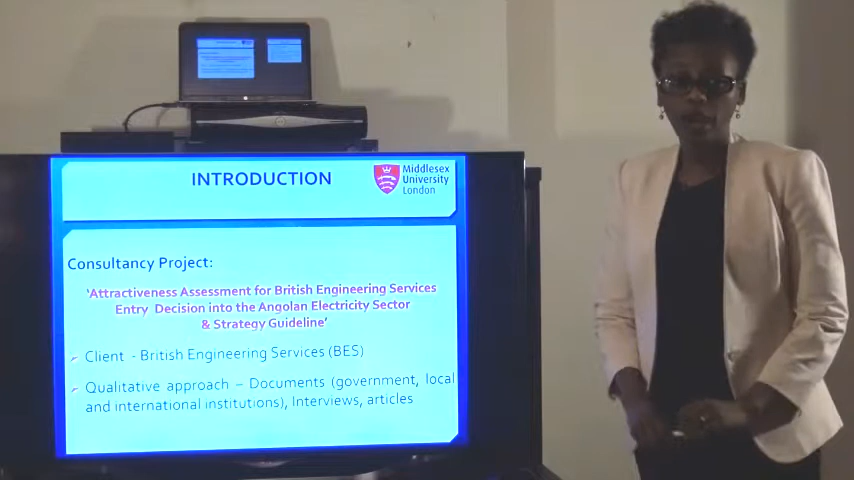 INTRODUCTION
Middlesex
University
London
Consultancy Project:
‘Attractiveness Assessment for British Engineering Services
Entry Decision into the Angolan Electricity Sector
& Strategy Guideline’
Client - British Engineering Services (BES)
Qualitative approach – Documents (government, local
and international institutions), Interviews, articles